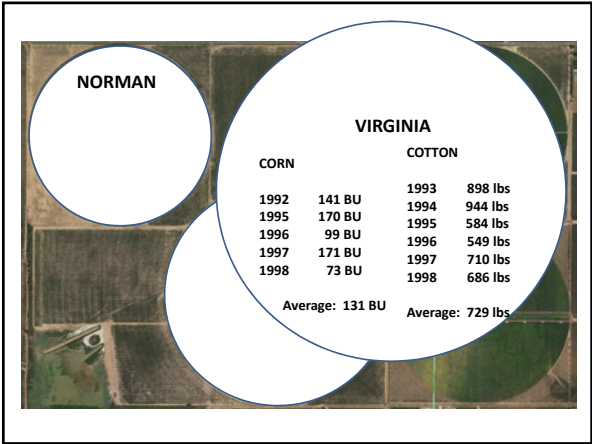 NORMAN
VIRGINIA
CORN
1992 141 BU
1995 170 BU
1996 99 BU
1997 171 BU
1998 73 BU
Average: 131 BU
COTTON
1993 898 lbs
1994 944 lbs
1995 584 lbs
1996 549 lbs
1997 710 lbs
1998 686 lbs
Average: 729 lbs